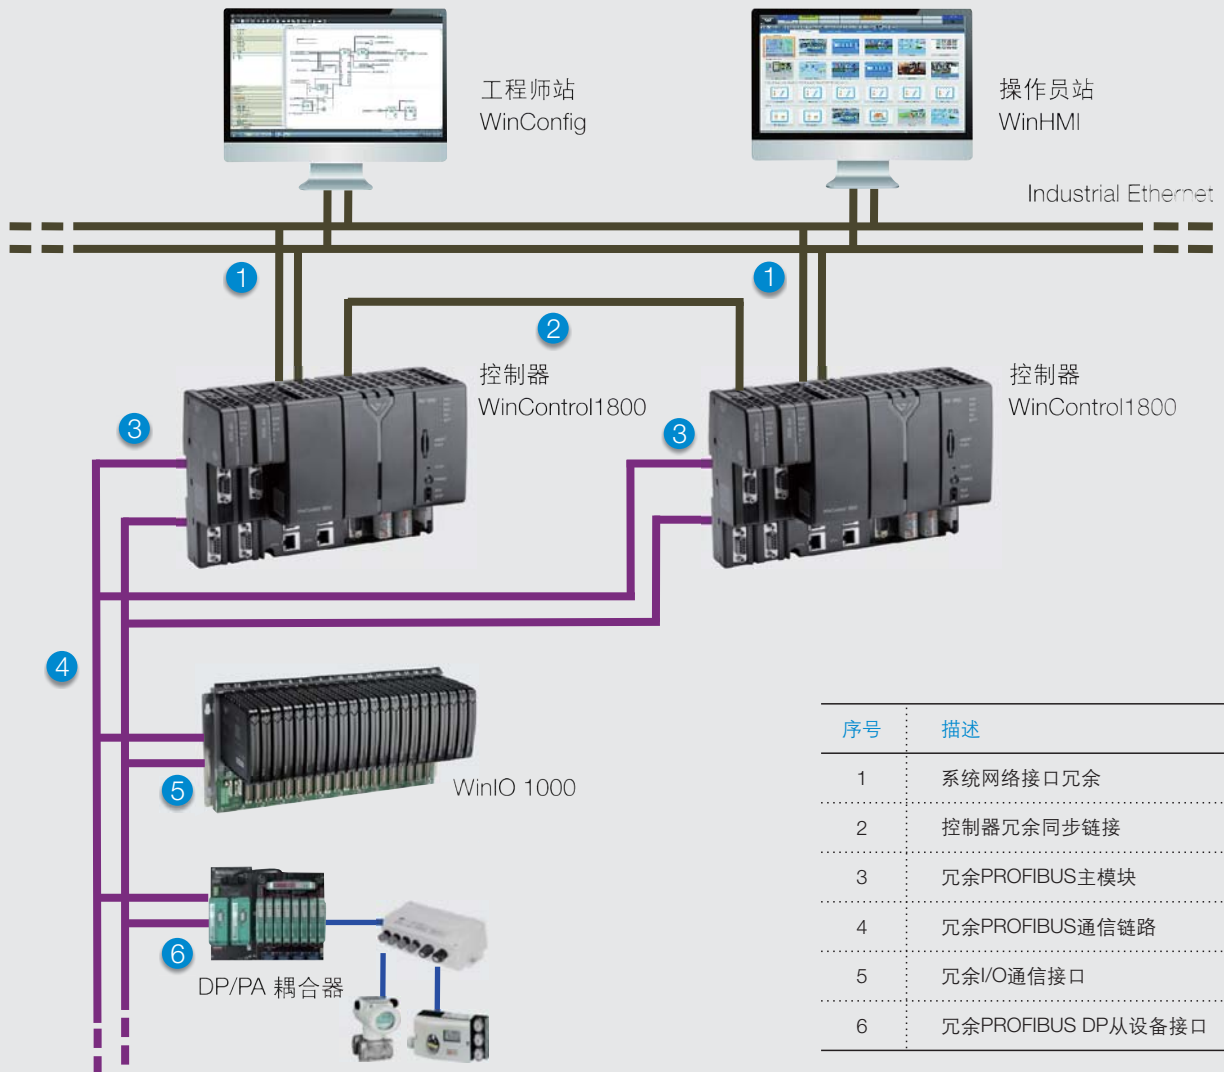 工程师站
WinConfig
操作员站
WinHMI
Industrial Ethernet
1
1
2
控制器
WinControl1800
控制器
WinControl1800
3
3
4
5
WinIO 1000
6
DP/PA 耦合器
序号 描述
1 系统网络接口冗余
2 控制器冗余同步链接
3 冗余PROFIBUS主模块
4 冗余PROFIBUS通信链路
5 冗余I/O通信接口
6 冗余PROFIBUS DP从设备接口